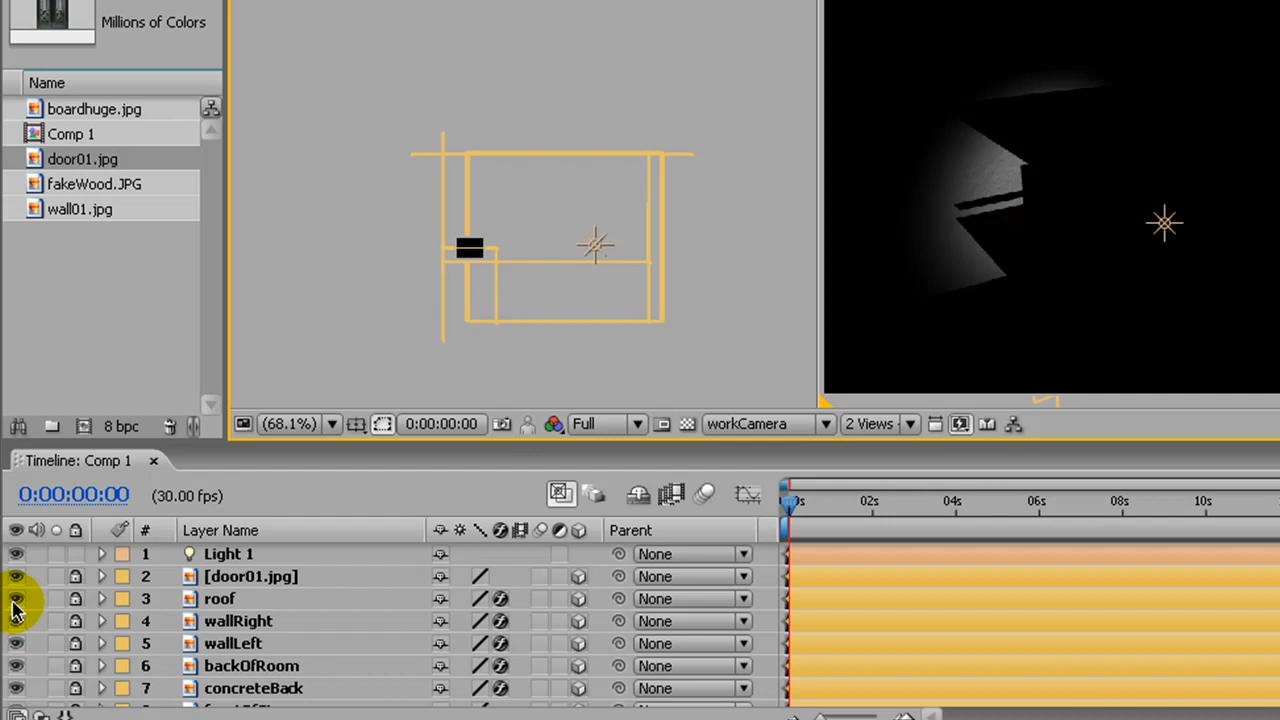 Millions of Colors
Name
boardhuge.jpg
Comp 1
door01.jpg
fakeWood.JPG
wall01.jpg
8 bpc
(68.1%) 0:00:00:00 Full workCamera 2 Views
Timeline: Comp 1 ×
0:00:00:00 (30.00 fps)
0s 02s 04s 06s 08s 10s
# Layer Name Parent
1 Light 1 None
2 [door01.jpg] None
3 roof None
4 wallRight None
5 wallLeft None
6 backOfRoom None
7 concreteBack None